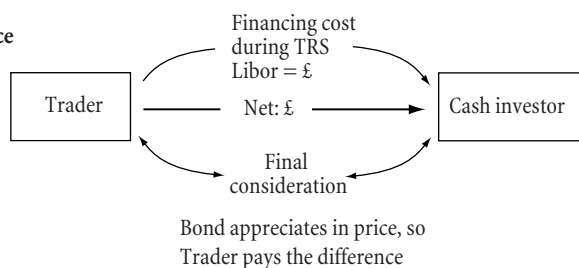 ce
Financing cost
during TRS
Libor = £
Trader
Net: £
Cash investor
Final
consideration
Bond appreciates in price, so
Trader pays the difference